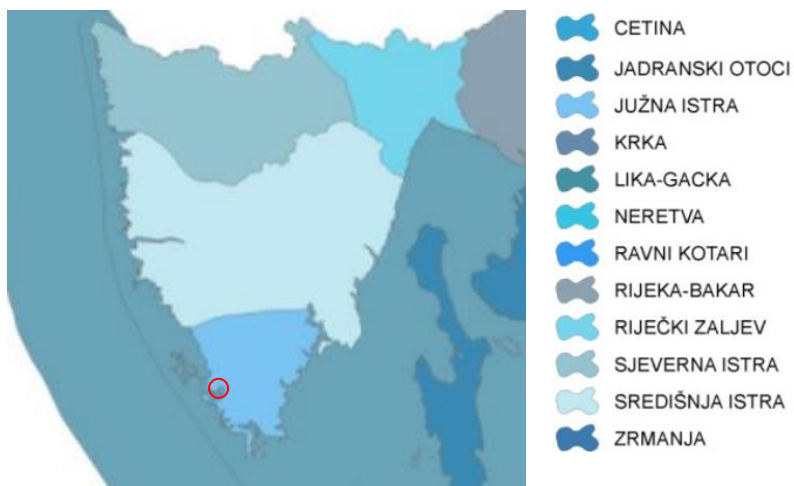 CETINA
JADRANSKI OTOCI
JUŽNA ISTRA
KRKA
LIKA-GACKA
NERETVA
RAVNI KOTARI
RIJEKA-BAKAR
RIJEČKI ZALJEV
SJEVERNA ISTRA
SREDIŠNJA ISTRA
ZRMANJA